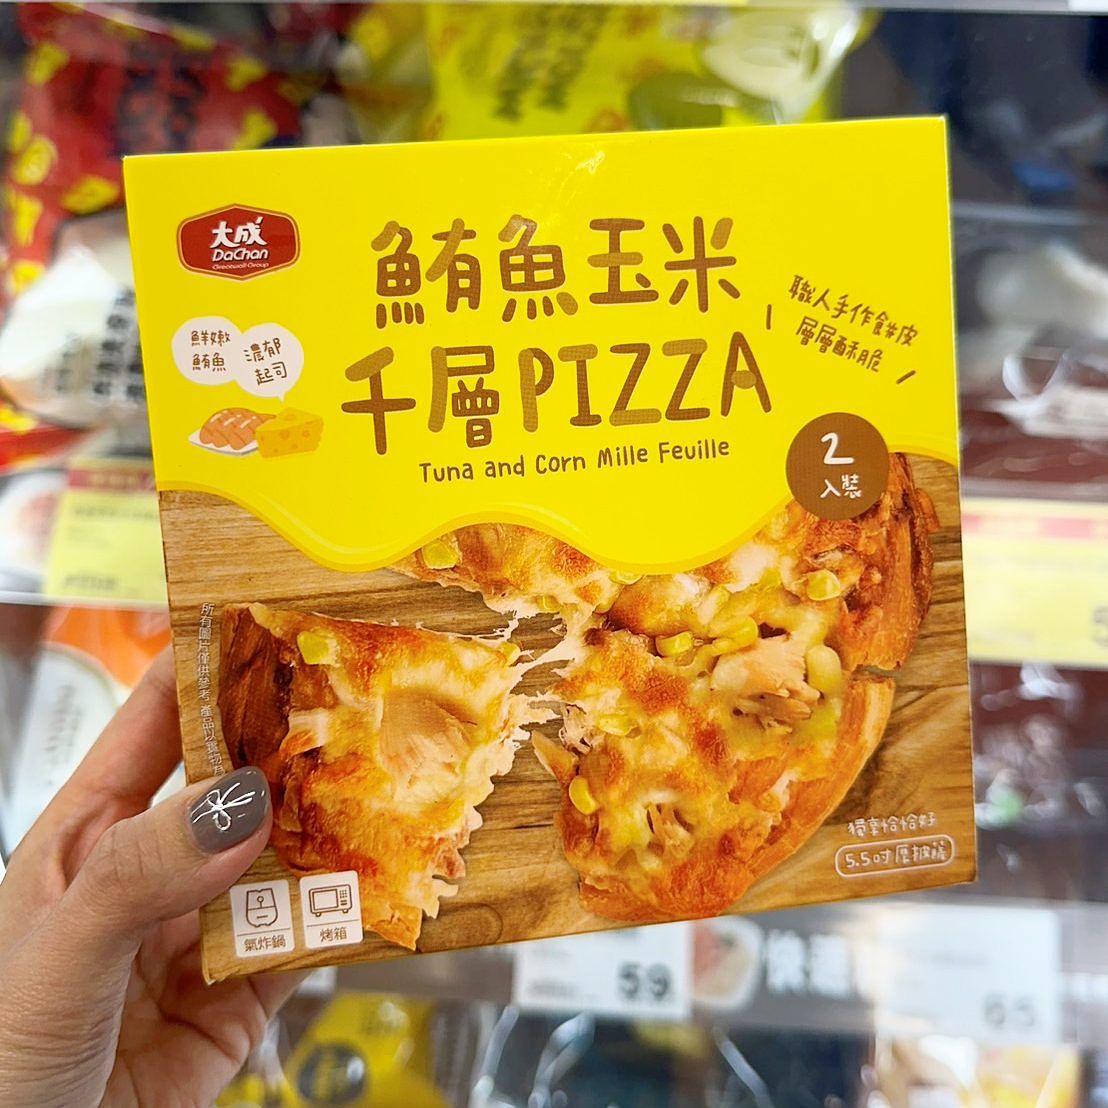 大成
DaChan
Greatwall Group
鮪魚玉米
千層PIZZA
Tuna and Corn Mille Feuille
鮮嫩
鮪魚
濃郁
起司
職人手作餅皮
層層酥脆
2
入裝
所有圖片僅供參考 產品以實物為
獨享恰恰好
5.5吋厚披薩
氣炸鍋
烤箱
59
65